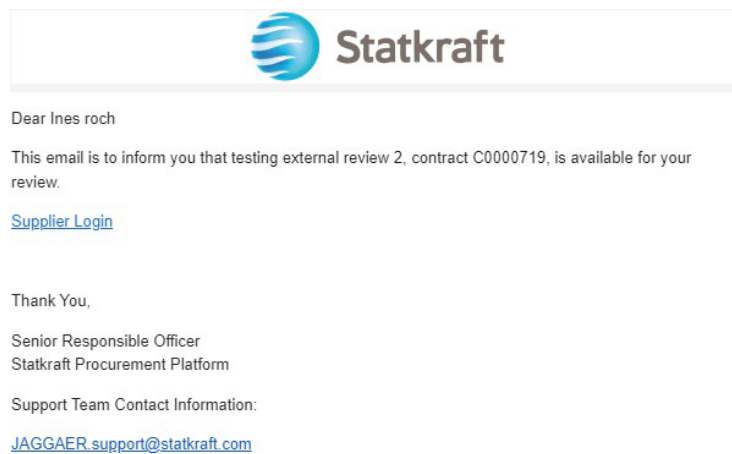 Statkraft
Dear Ines roch
This email is to inform you that testing external review 2, contract C0000719, is available for your
review.
Supplier Login
Thank You,
Senior Responsible Officer
Statkraft Procurement Platform
Support Team Contact Information:
JAGGAER.support@statkraft.com